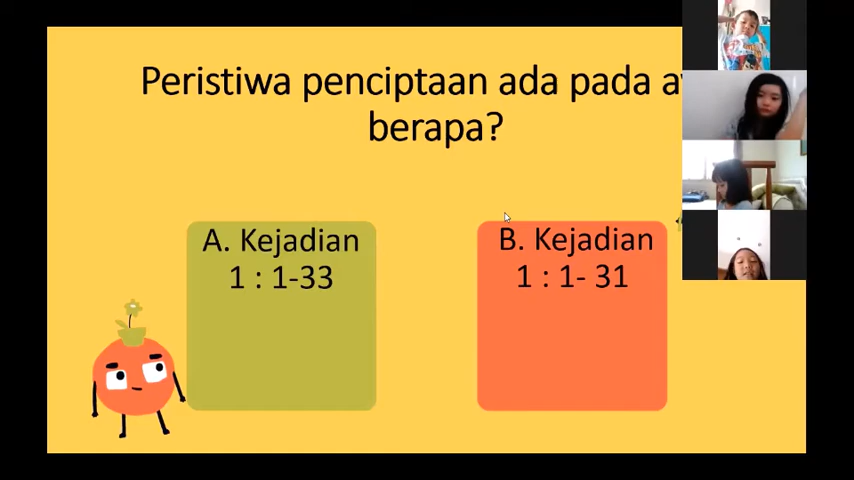 Peristiwa penciptaan ada pada
berapa?
A. Kejadian
1 : 1-33
B. Kejadian
1 : 1- 31